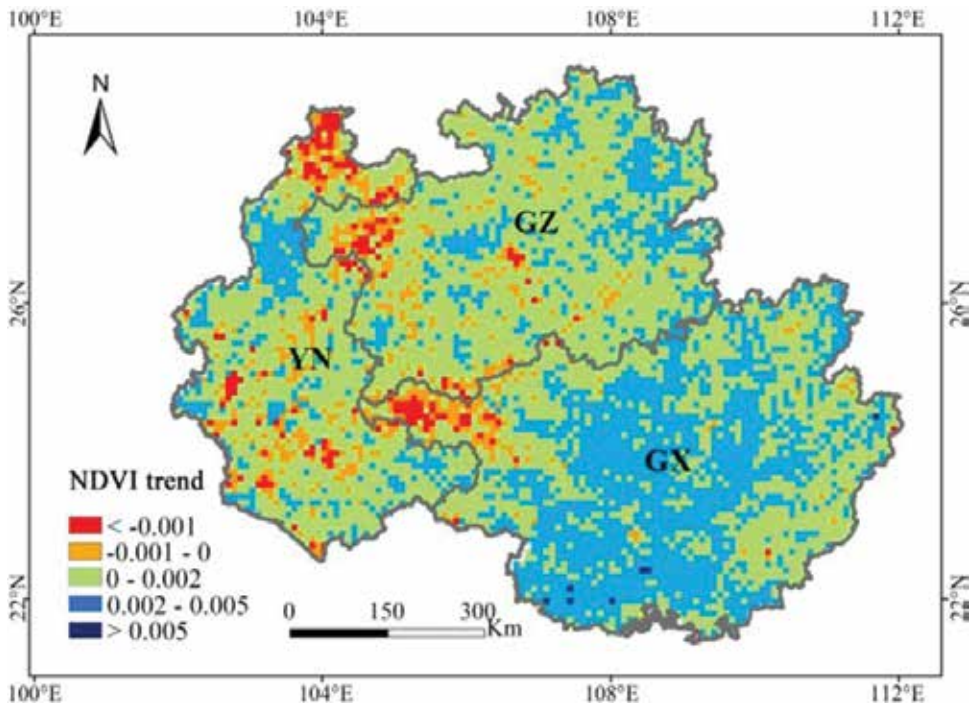 100°E 104°E 108°E 112°E
N
GZ
26°N 26°N
YN
GX
NDVI trend
< -0.001
-0.001 - 0
0 - 0.002
0.002 - 0.005
> 0.005
0 150 300
Km
22°N 22°N
100°E 104°E 108°E 112°E